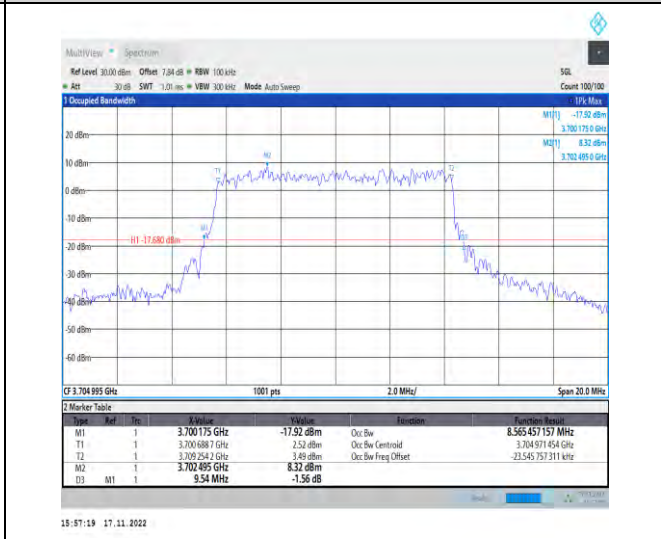 MultiView Spectrum
Ref Level 30.00 dBm Offset 7.84 dB RBW 100 kHz SGL
Att 30 dB SWT 1.01 ms VBW 300 kHz Mode Auto Sweep Count 100/100
1 Occupied Bandwidth 1Pk Max
M1[1] -17.92 dBm
3.700 175 0 GHz
M2[1] 8.32 dBm
3.702 495 0 GHz
20 dBm
M2
10 dBm
T1 T2
0 dBm
-10 dBm
M1
H1 -17.680 dBm
-20 dBm
-30 dBm
-40 dBm
-50 dBm
-60 dBm
CF 3.704 995 GHz 1001 pts 2.0 MHz/ Span 20.0 MHz
2 Marker Table
Type Ref Trc X-Value Y-Value Function Function Result
M1 1 3.700175 GHz -17.92 dBm Occ Bw 8.565 457 157 MHz
T1 1 3.700 688 7 GHz 2.52 dBm Occ Bw Centroid 3.704 971 454 GHz
T2 1 3.709 254 2 GHz 3.49 dBm Occ Bw Freq Offset -23.545 757 311 kHz
M2 1 3.702 495 GHz 8.32 dBm
D3 M1 1 9.54 MHz -1.56 dB
15:57:19 17.11.2022